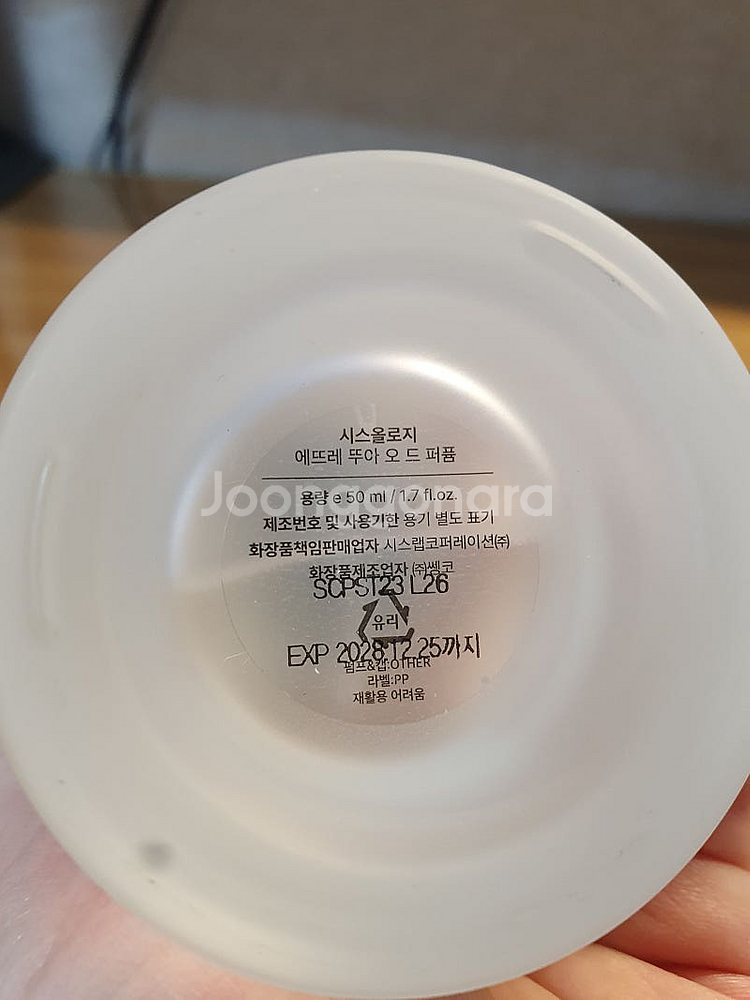 시스올로지
에뜨레 뚜아 오 드 퍼퓸
Joonggonara
용량 e 50 ml / 1.7 fl.oz.
제조번호 및 사용기한 용기 별도 표기
화장품책임판매업자 시스랩코퍼레이션㈜
화장품제조업자 ㈜쎙코
SCPST23 L26
유리
EXP 2028.12.25까지
펌프&캡:OTHER
라벨:PP
재활용 어려움